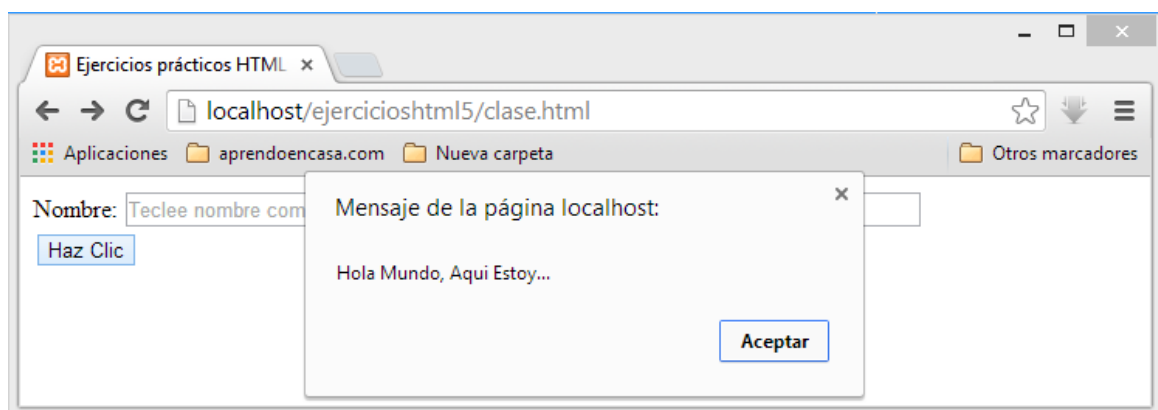 Ejercicios prácticos HTML
localhost/ejercicioshtml5/clase.html
Aplicaciones aprendoencasa.com Nueva carpeta Otros marcadores
Nombre: Teclee nombre com
Haz Clic
Mensaje de la página localhost:
Hola Mundo, Aqui Estoy...
Aceptar